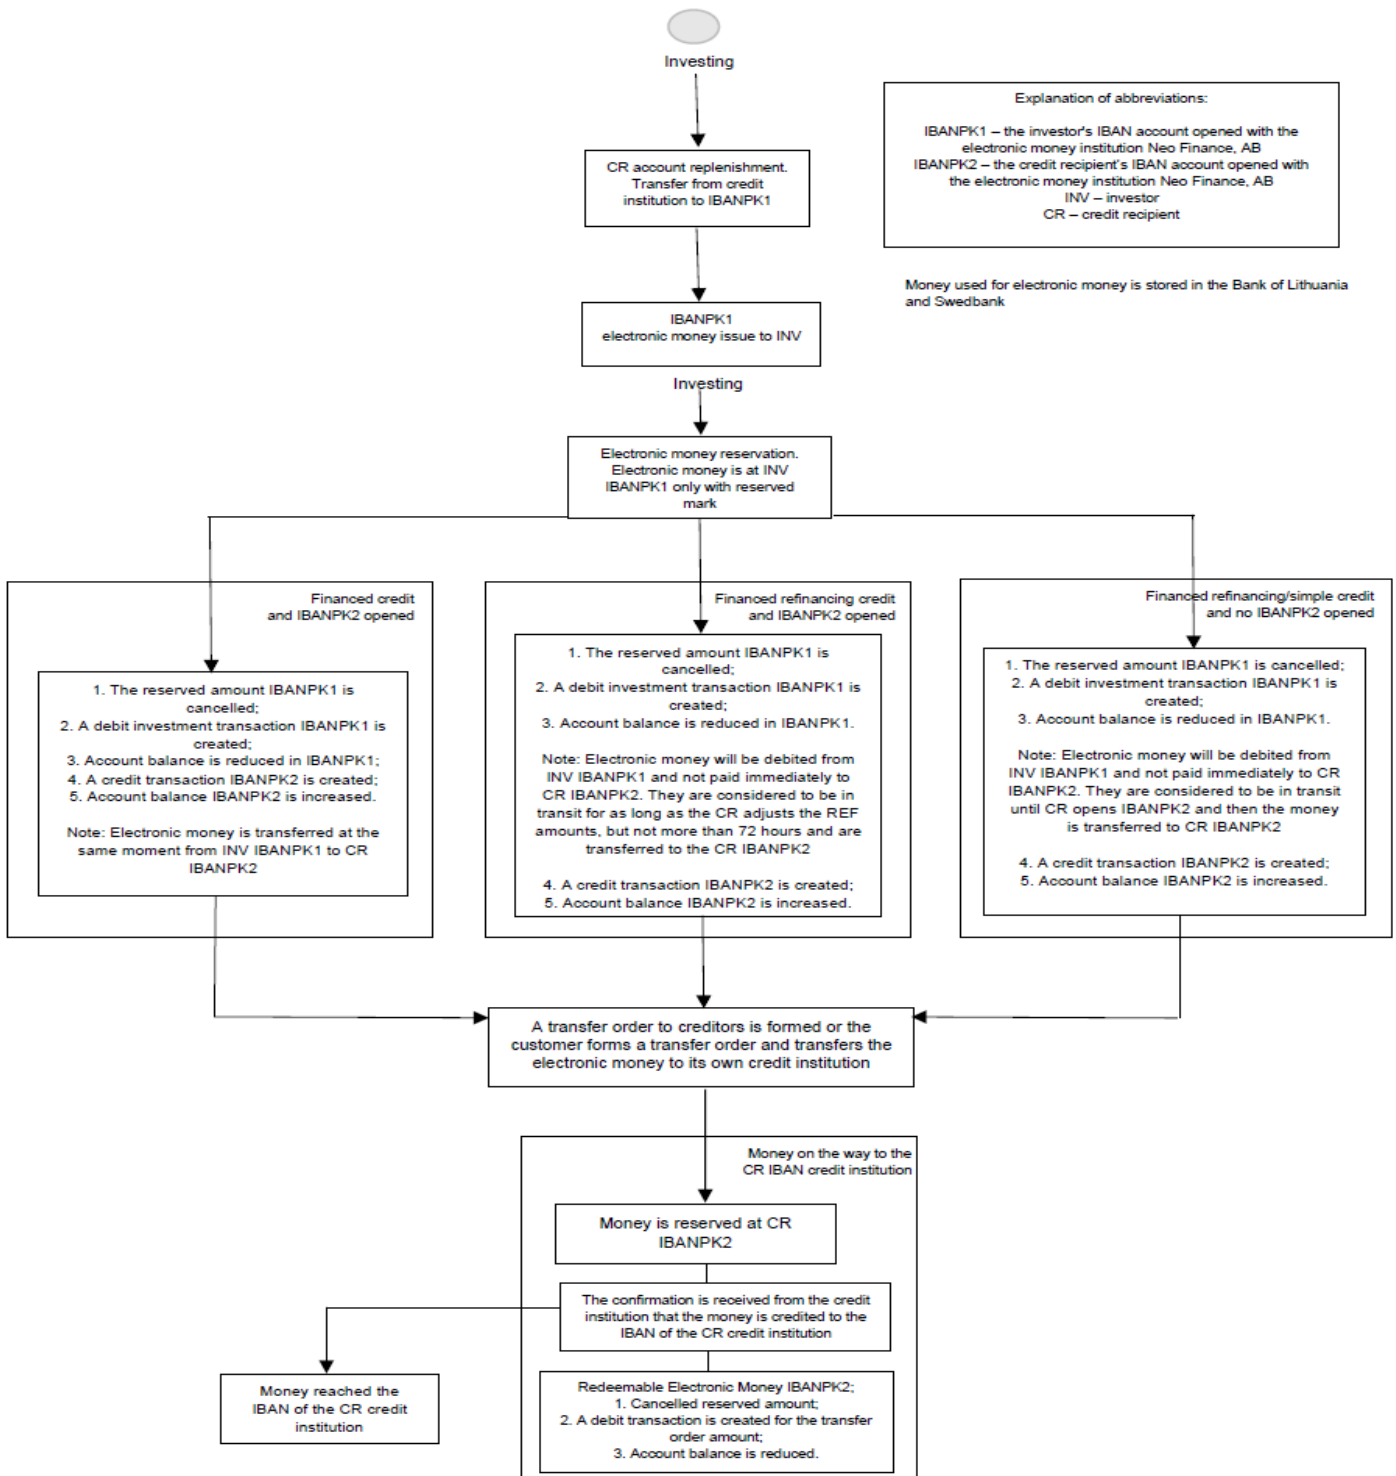 Investing
Explanation of abbreviations:
IBANPK1 – the investor's IBAN account opened with the
electronic money institution Neo Finance, AB
IBANPK2 – the credit recipient's IBAN account opened with
the electronic money institution Neo Finance, AB
INV – investor
CR – credit recipient
CR account replenishment.
Transfer from credit
institution to IBANPK1
Money used for electronic money is stored in the Bank of Lithuania
and Swedbank
IBANPK1
electronic money issue to INV
Investing
Electronic money reservation.
Electronic money is at INV
IBANPK1 only with reserved
mark
Financed credit
and IBANPK2 opened
1. The reserved amount IBANPK1 is
cancelled;
2. A debit investment transaction IBANPK1 is
created;
3. Account balance is reduced in IBANPK1;
4. A credit transaction IBANPK2 is created;
5. Account balance IBANPK2 is increased.
Note: Electronic money is transferred at the
same moment from INV IBANPK1 to CR
IBANPK2
Financed refinancing credit
and IBANPK2 opened
1. The reserved amount IBANPK1 is
cancelled;
2. A debit investment transaction IBANPK1 is
created;
3. Account balance is reduced in IBANPK1.
Note: Electronic money will be debited from
INV IBANPK1 and not paid immediately to
CR IBANPK2. They are considered to be in
transit for as long as the CR adjusts the REF
amounts, but not more than 72 hours and are
transferred to the CR IBANPK2
4. A credit transaction IBANPK2 is created;
5. Account balance IBANPK2 is increased.
Financed refinancing/simple credit
and no IBANPK2 opened
1. The reserved amount IBANPK1 is cancelled;
2. A debit investment transaction IBANPK1 is
created;
3. Account balance is reduced in IBANPK1.
Note: Electronic money will be debited from
INV IBANPK1 and not paid immediately to CR
IBANPK2. They are considered to be in transit
until CR opens IBANPK2 and then the money
is transferred to CR IBANPK2
4. A credit transaction IBANPK2 is created;
5. Account balance IBANPK2 is increased.
A transfer order to creditors is formed or the
customer forms a transfer order and transfers the
electronic money to its own credit institution
Money on the way to the
CR IBAN credit institution
Money is reserved at CR
IBANPK2
The confirmation is received from the credit
institution that the money is credited to the
IBAN of the CR credit institution
Money reached the
IBAN of the CR credit
institution
Redeemable Electronic Money IBANPK2;
1. Cancelled reserved amount;
2. A debit transaction is created for the transfer
order amount;
3. Account balance is reduced.